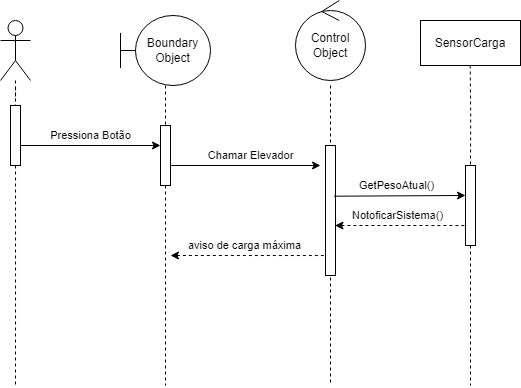 Boundary
Object
Control
Object
SensorCarga
Pressiona Botão
Chamar Elevador
GetPesoAtual()
NotoficarSistema()
aviso de carga máxima